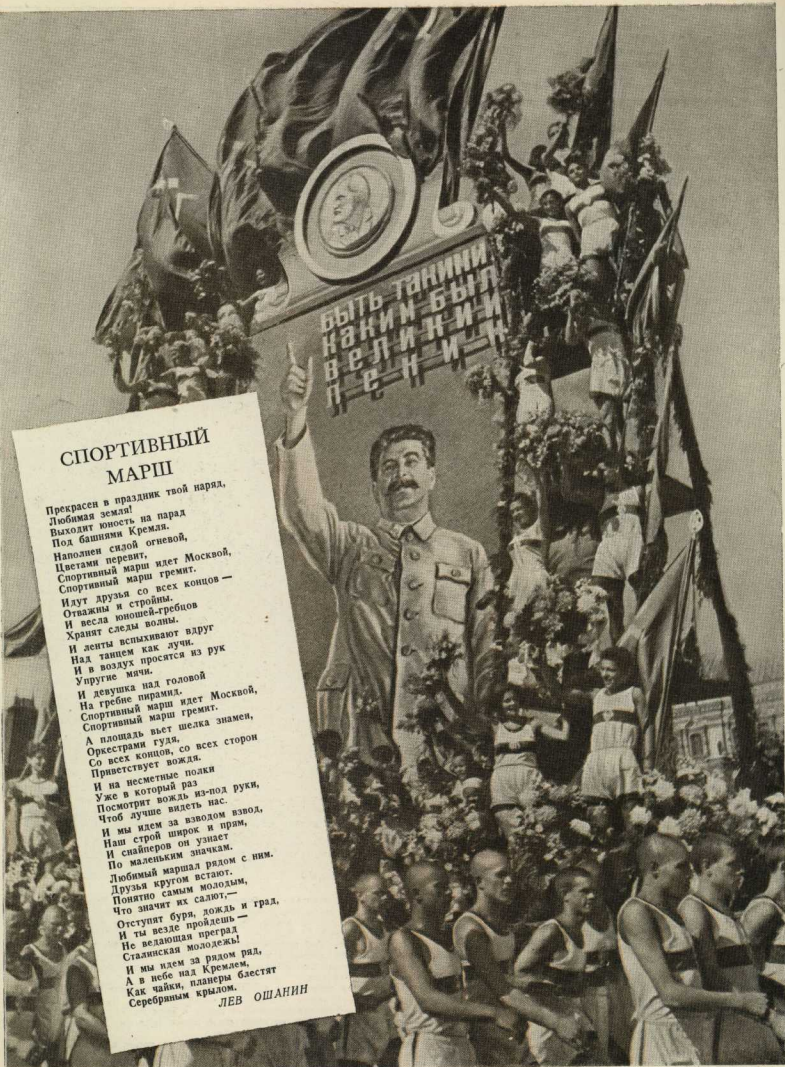 БЫТЬ ТАКИМИ
КАКИМ БЫЛ
ВЕЛИКИЙ
ЛЕНИН
СПОРТИВНЫЙ
МАРШ
Прекрасен в праздник твой наряд,
Любимая земля!
Выходит юность на парад
Под башнями Кремля.
Наполнен силой огневой,
Цветами перевит,
Спортивный марш идет Москвой,
Спортивный марш гремит.
Идут друзья со всех концов —
Отважны и стройны.
И весла юношей-гребцов
Хранят следы волны.
И ленты вспыхивают вдруг
Над танцем как лучи.
И в воздух просятся из рук
Упругие мячи.
И девушка над головой
На гребне пирамид.
Спортивный марш идет Москвой,
Спортивный марш гремит.
А площадь вьет шелка знамен,
Оркестрами гудя,
Со всех концов, со всех сторон
Приветствует вождя.
И на несметные полки
Уже в который раз
Посмотрит вождь из-под руки,
Чтоб лучше видеть нас.
И мы идем за взводом взвод,
Наш строй широк и прям,
И снайперов он узнает
По маленьким значкам.
Любимый маршал рядом с ним.
Друзья кругом встают.
Понятно самым молодым,
Что значит их салют,—
Отступят буря, дождь и град,
И ты везде пройдешь —
Не ведающая преград
Сталинская молодежь!
И мы идем за рядом ряд,
А в небе над Кремлем,
Как чайки, планеры блестят
Серебряным крылом.
ЛЕВ ОШАНИН